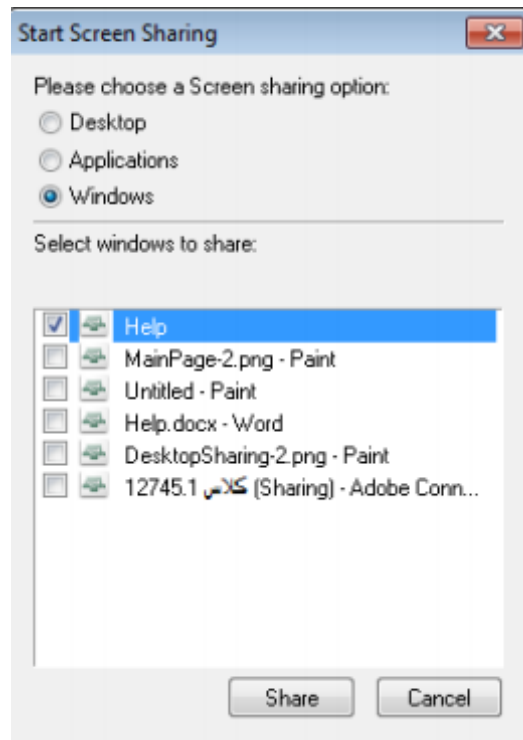 Start Screen Sharing
Please choose a Screen sharing option:
Desktop
Applications
Windows
Select windows to share:
Help
MainPage-2.png - Paint
Untitled - Paint
Help.docx - Word
DesktopSharing-2.png - Paint
12745.1 کلاس (Sharing) - Adobe Conn...
Share Cancel